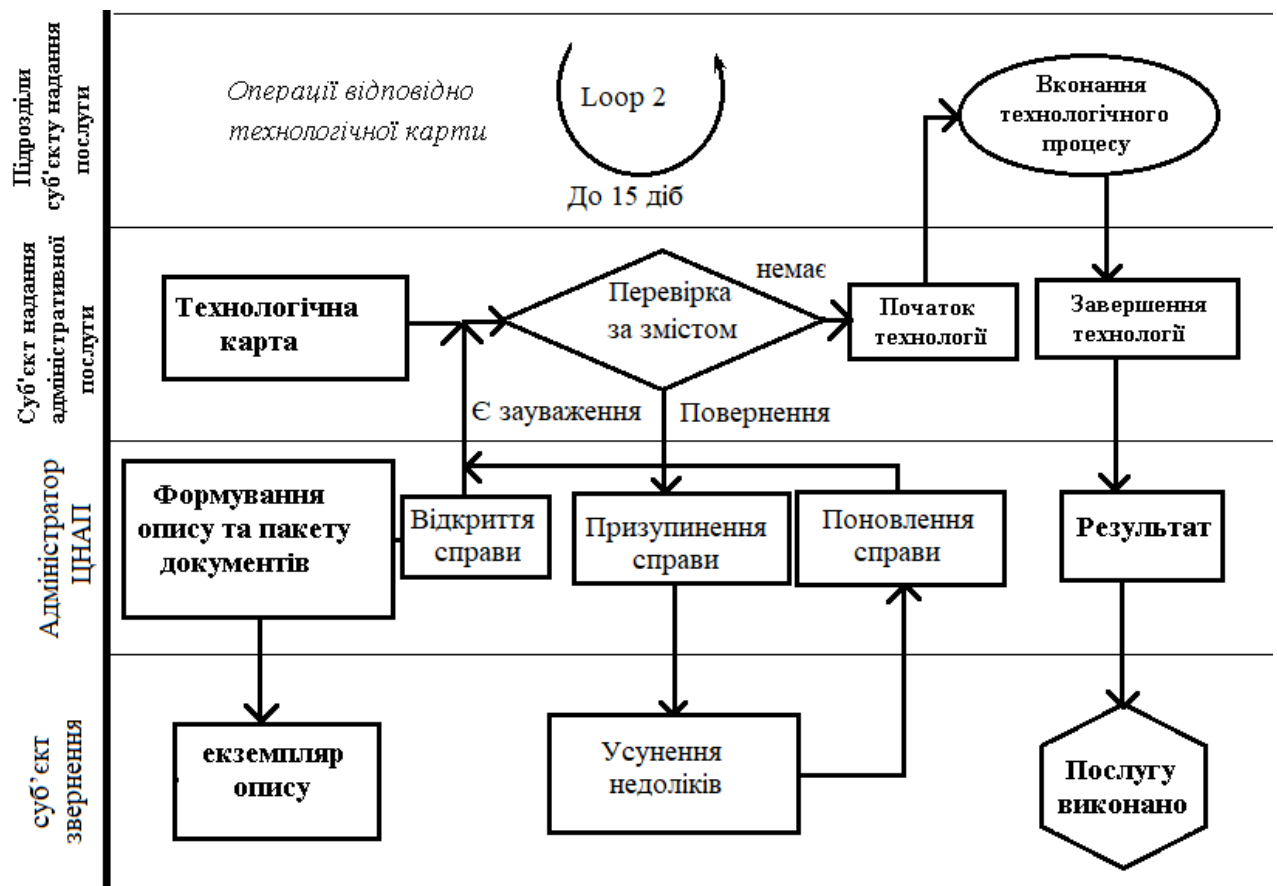 Підрозділи
суб'єкту надання
послуги
Операції відповідно
технологічної карти
Loop 2
До 15 діб
Вконання
технологічного
процесу
Суб'єкт надання
адміністративної
послуги
Технологічна
карта
Перевірка
за змістом
немає
Початок
технології
Завершення
технології
Є зауваження
Повернення
Адміністратор
ЦНАП
Формування
опису та пакету
документів
Відкриття
справи
Призупинення
справи
Поновлення
справи
Результат
суб’єкт
звернення
екземпляр
опису
Усунення
недоліків
Послугу
виконано